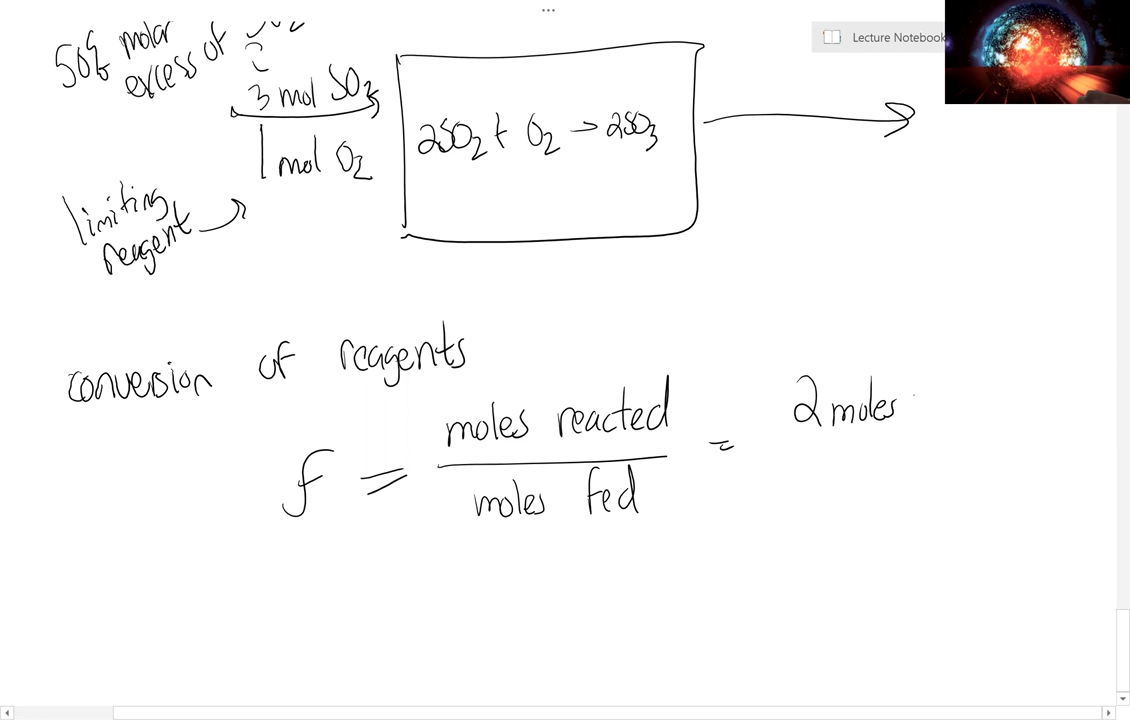 50% molar
excess of
3 mol SO2
1 mol O2
limiting
reagent
2SO2 + O2 → 2SO3
Lecture Notebook
conversion of reagents
f = moles reacted / moles fed = 2 moles